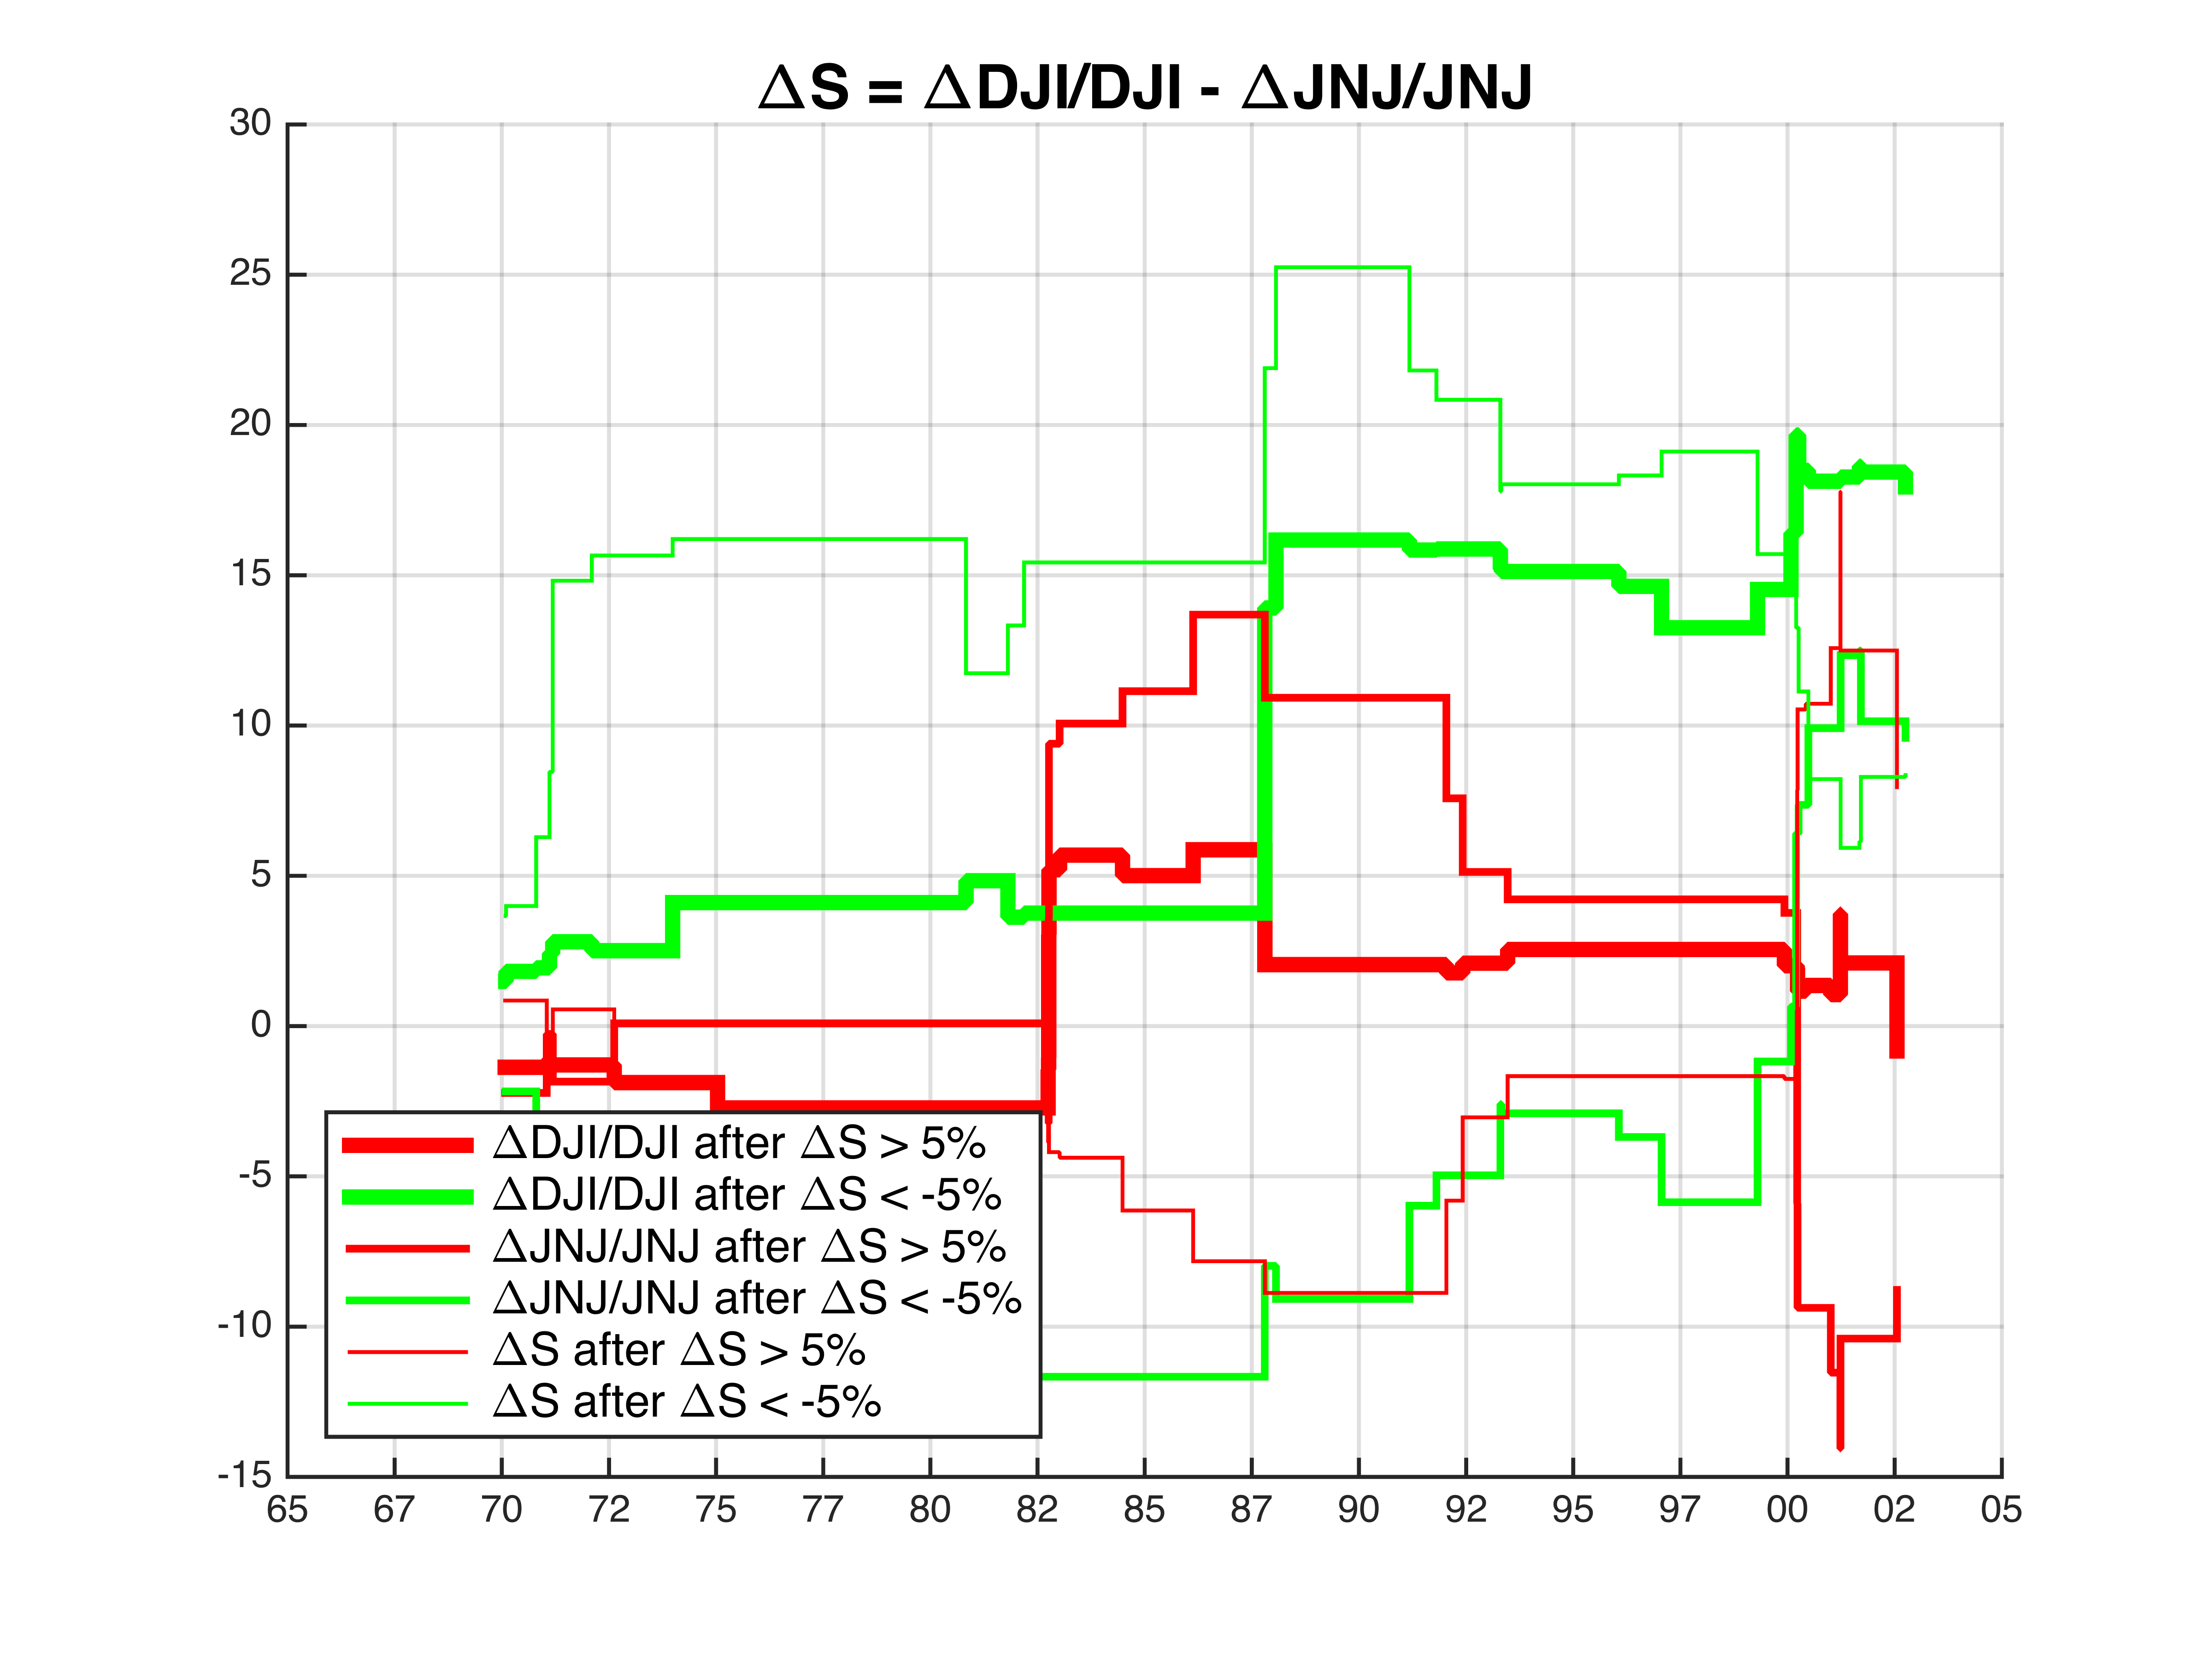 ΔS = ΔDJI/DJI - ΔJNJ/JNJ
30
25
20
15
10
5
0
-5
-10
-15
65 67 70 72 75 77 80 82 85 87 90 92 95 97 00 02 05
ΔDJI/DJI after ΔS > 5%
ΔDJI/DJI after ΔS < -5%
ΔJNJ/JNJ after ΔS > 5%
ΔJNJ/JNJ after ΔS < -5%
ΔS after ΔS > 5%
ΔS after ΔS < -5%